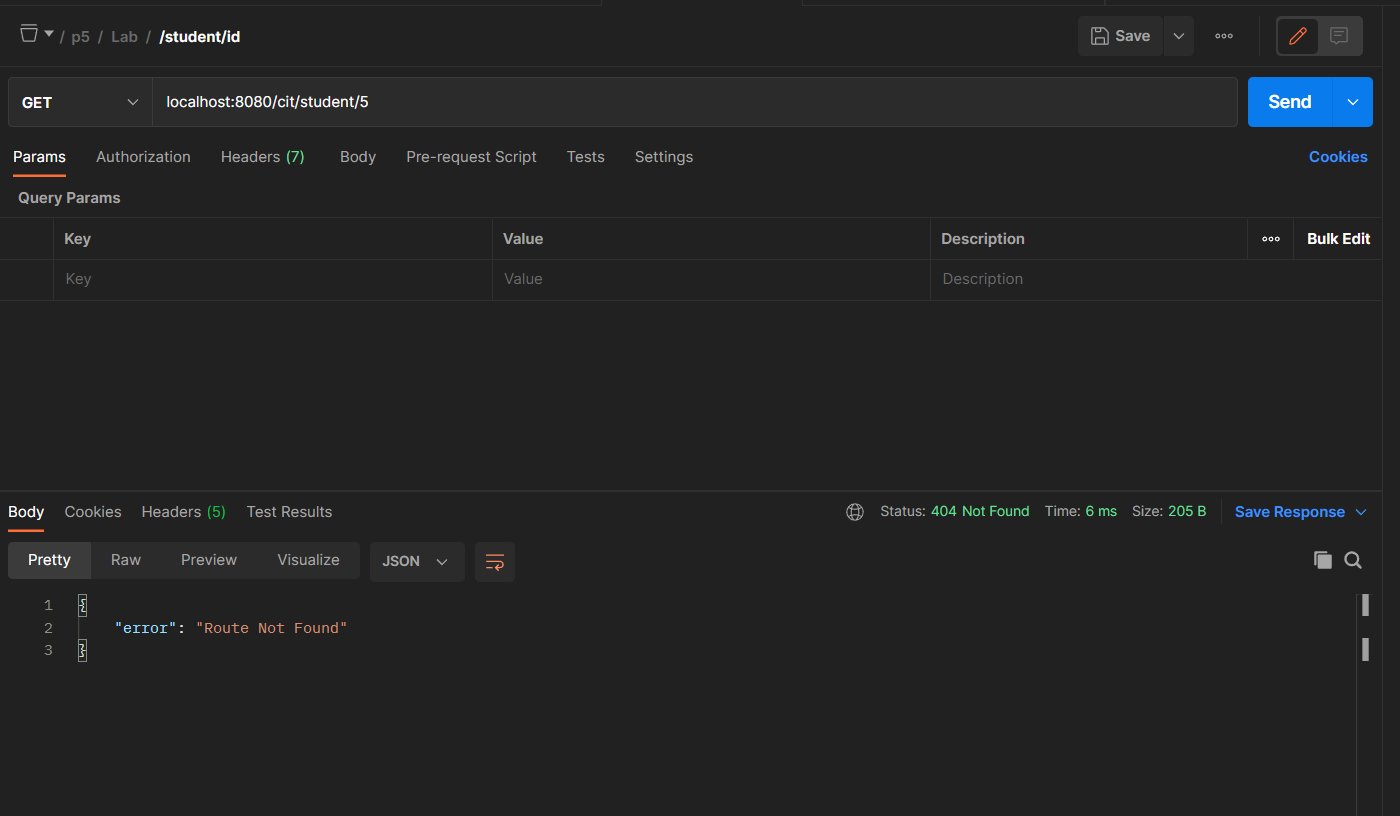 / p5 / Lab / /student/id
Save
GET localhost:8080/cit/student/5 Send
Params Authorization Headers (7) Body Pre-request Script Tests Settings Cookies
Query Params
Key Value Description Bulk Edit
Key Value Description
Body Cookies Headers (5) Test Results Status: 404 Not Found Time: 6 ms Size: 205 B Save Response
Pretty Raw Preview Visualize JSON
1 {
2 "error": "Route Not Found"
3 }